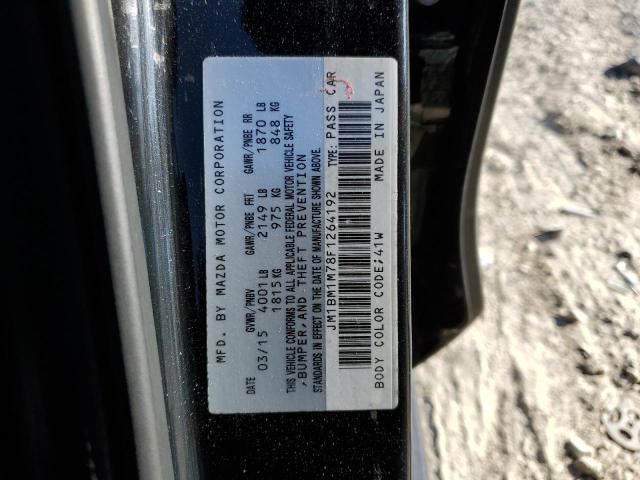 MFD. BY MAZDA MOTOR CORPORATION
DATE GVWR/PNBV GAWR/PNBE FRT GAWR/PNBE RR
03/15 4001 LB 2149 LB 1870 LB
1815 KG 975 KG 848 KG
THIS VEHICLE CONFORMS TO ALL APPLICABLE FEDERAL MOTOR VEHICLE SAFETY
,BUMPER,AND THEFT PREVENTION
STANDARDS IN EFFECT ON THE DATE OF MANUFACTURE SHOWN ABOVE.
JM1BM1M78F1264192 TYPE: PASS CAR
BODY COLOR CODE;41W MADE IN JAPAN